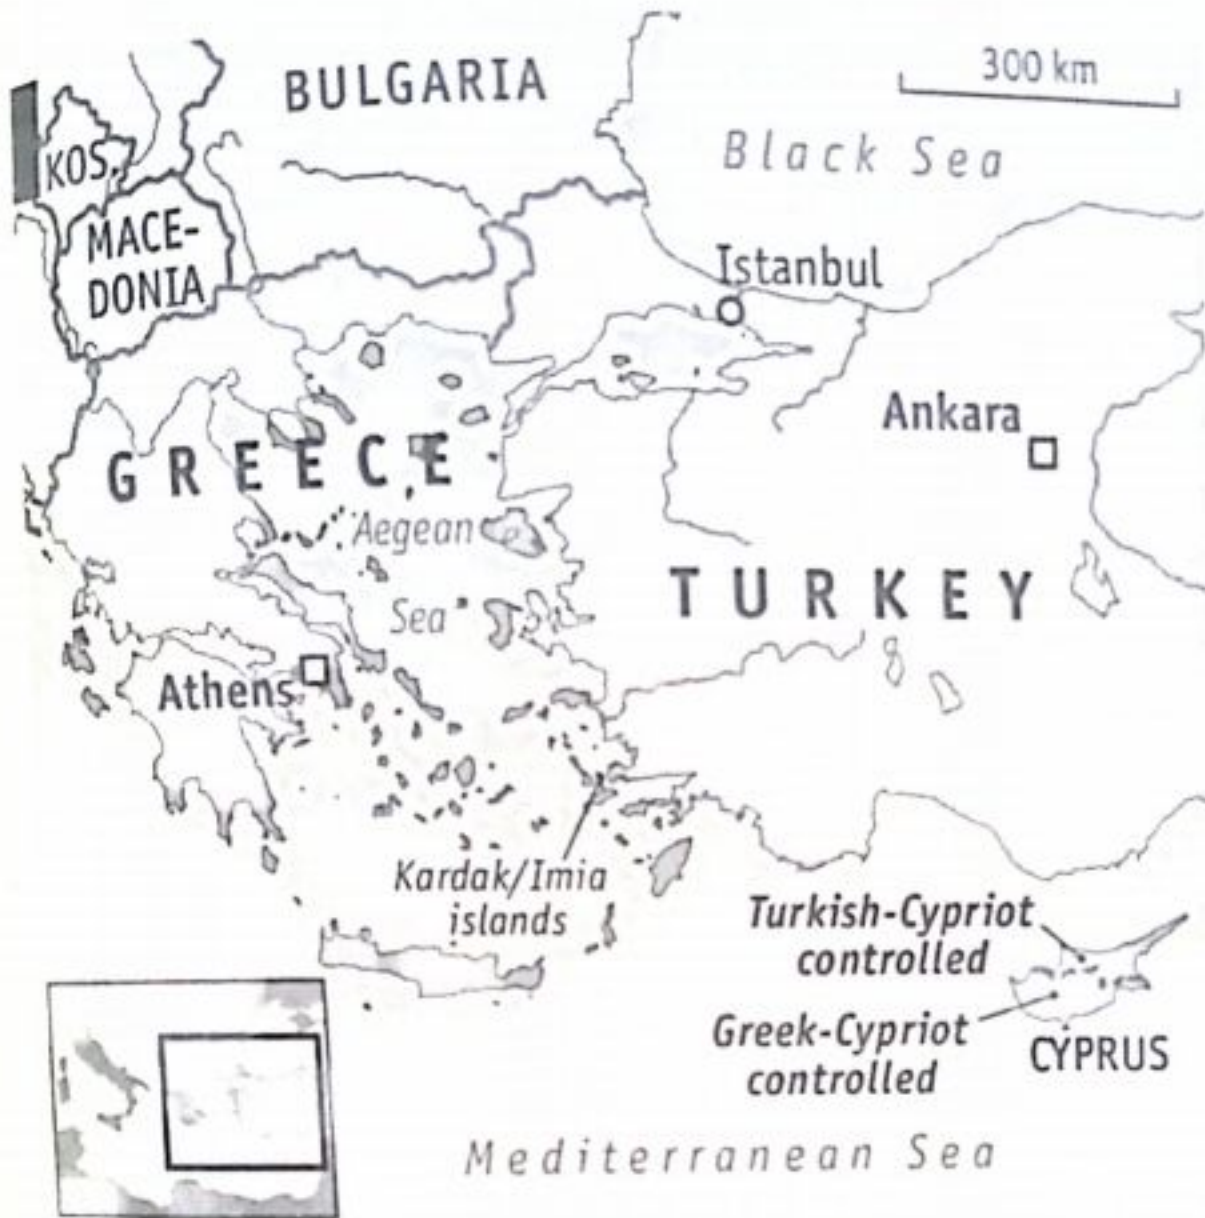 300 km
BULGARIA
Black Sea
KOS.
MACE-
DONIA
Istanbul
Ankara
GREECE
Aegean
Sea
TURKEY
Athens
Kardak/Imia
islands
Turkish-Cypriot
controlled
Greek-Cypriot
controlled
CYPRUS
Mediterranean Sea